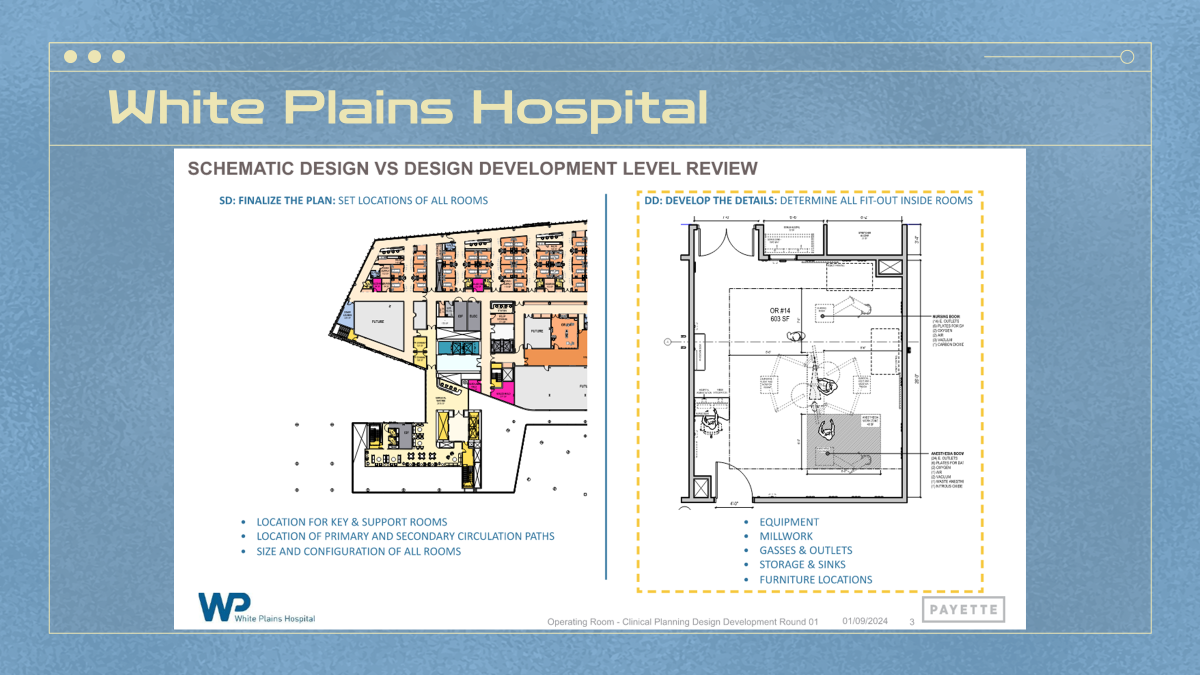 White Plains Hospital
SCHEMATIC DESIGN VS DESIGN DEVELOPMENT LEVEL REVIEW
SD: FINALIZE THE PLAN: SET LOCATIONS OF ALL ROOMS
DD: DEVELOP THE DETAILS: DETERMINE ALL FIT-OUT INSIDE ROOMS
FUTURE
FUTURE
OR #14
603 SF
• LOCATION FOR KEY & SUPPORT ROOMS
• LOCATION OF PRIMARY AND SECONDARY CIRCULATION PATHS
• SIZE AND CONFIGURATION OF ALL ROOMS
• EQUIPMENT
• MILLWORK
• GASSES & OUTLETS
• STORAGE & SINKS
• FURNITURE LOCATIONS
WP
White Plains Hospital
Operating Room - Clinical Planning Design Development Round 01
01/09/2024
3
PAYETTE